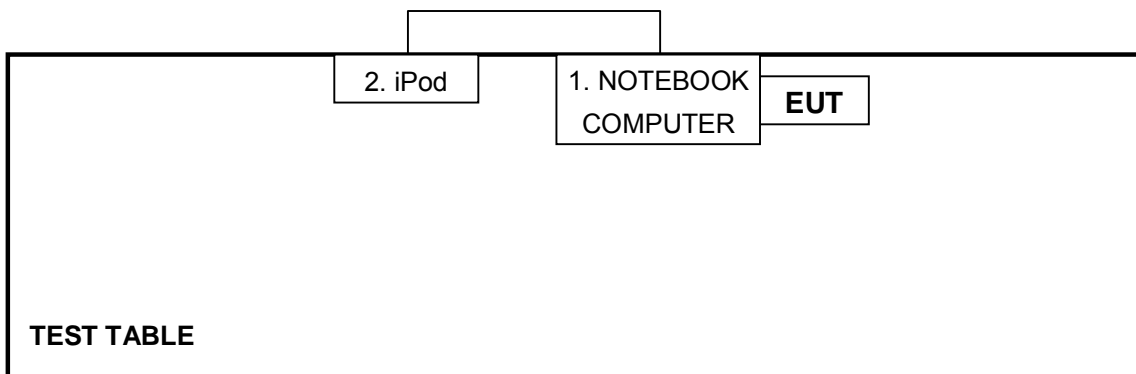 2. iPod
1. NOTEBOOK
COMPUTER
EUT
TEST TABLE